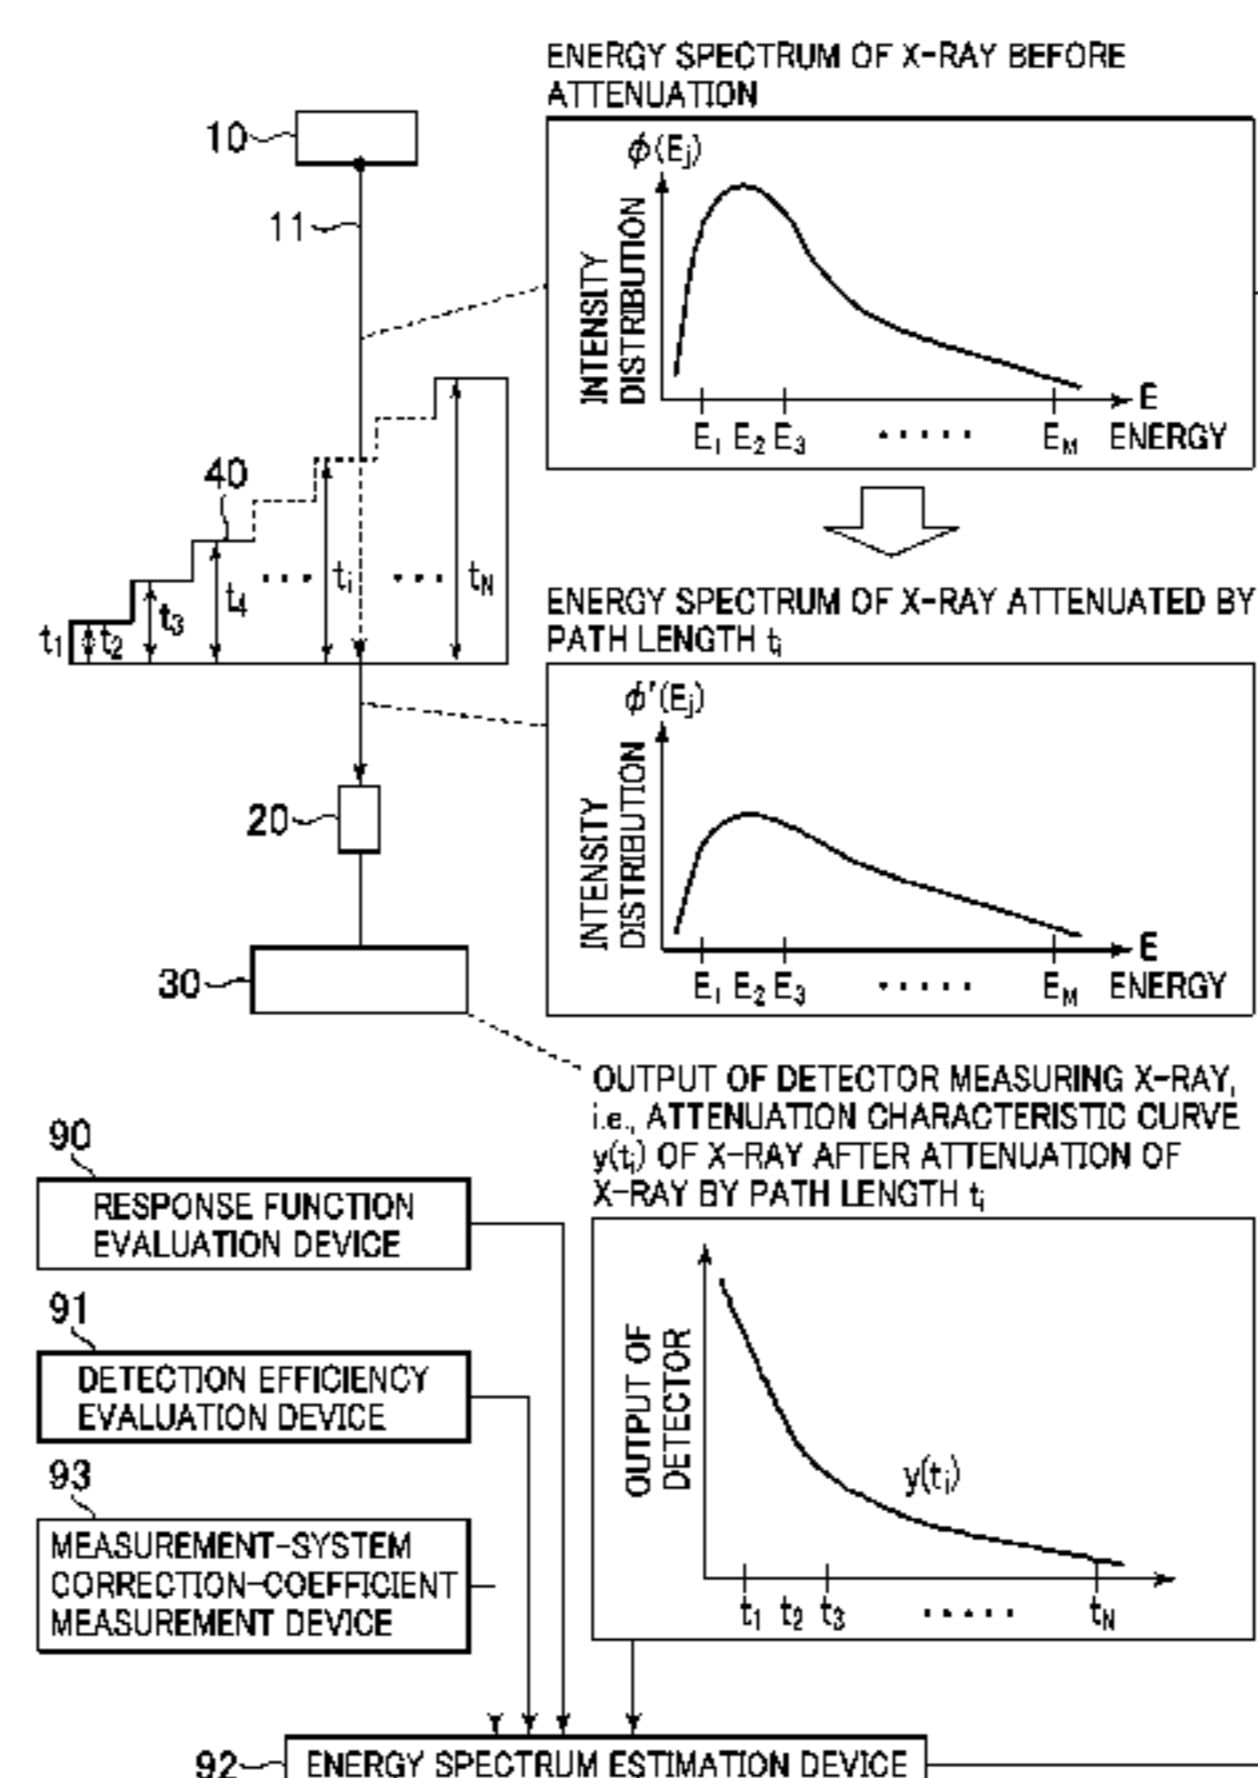 ENERGY SPECTRUM OF X-RAY BEFORE
ATTENUATION
10
11
ϕ(Ej)
INTENSITY
DISTRIBUTION
E
E1 E2 E3 ····· EM ENERGY
40
t1 t2 t3 t4 ··· ti ··· tN
ENERGY SPECTRUM OF X-RAY ATTENUATED BY
PATH LENGTH ti
ϕ'(Ej)
INTENSITY
DISTRIBUTION
E
E1 E2 E3 ····· EM ENERGY
20
30
OUTPUT OF DETECTOR MEASURING X-RAY,
i.e., ATTENUATION CHARACTERISTIC CURVE
y(ti) OF X-RAY AFTER ATTENUATION OF
X-RAY BY PATH LENGTH ti
OUTPUT OF
DETECTOR
y(ti)
t1 t2 t3 ····· tN
90
RESPONSE FUNCTION
EVALUATION DEVICE
91
DETECTION EFFICIENCY
EVALUATION DEVICE
93
MEASUREMENT-SYSTEM
CORRECTION-COEFFICIENT
MEASUREMENT DEVICE
92
ENERGY SPECTRUM ESTIMATION DEVICE